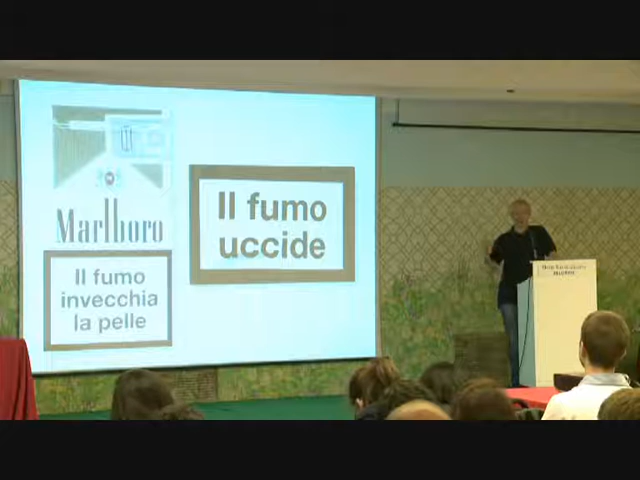 Marlboro
Il fumo
invecchia
la pelle
Il fumo
uccide